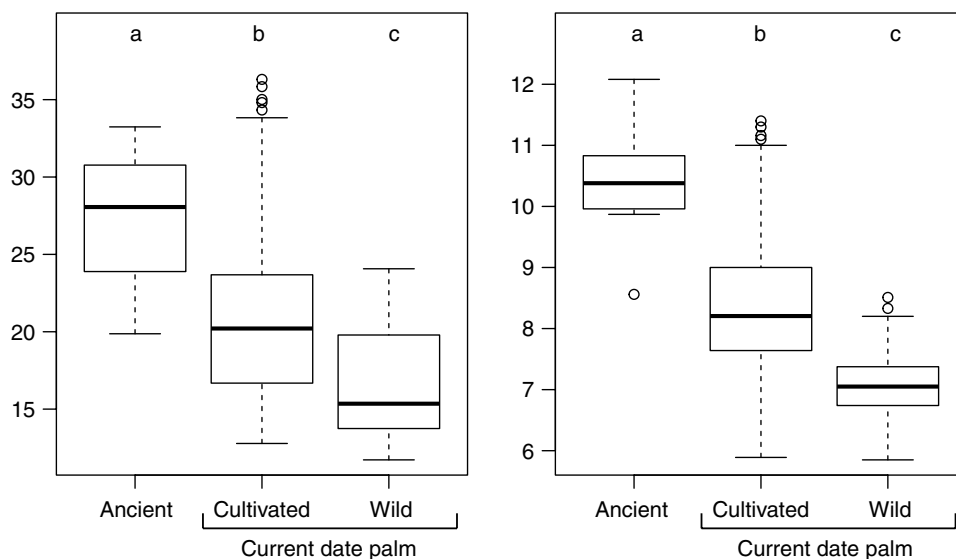 a b c
35
30
25
20
15
Ancient Cultivated Wild
Current date palm
a b c
12
11
10
9
8
7
6
Ancient Cultivated Wild
Current date palm